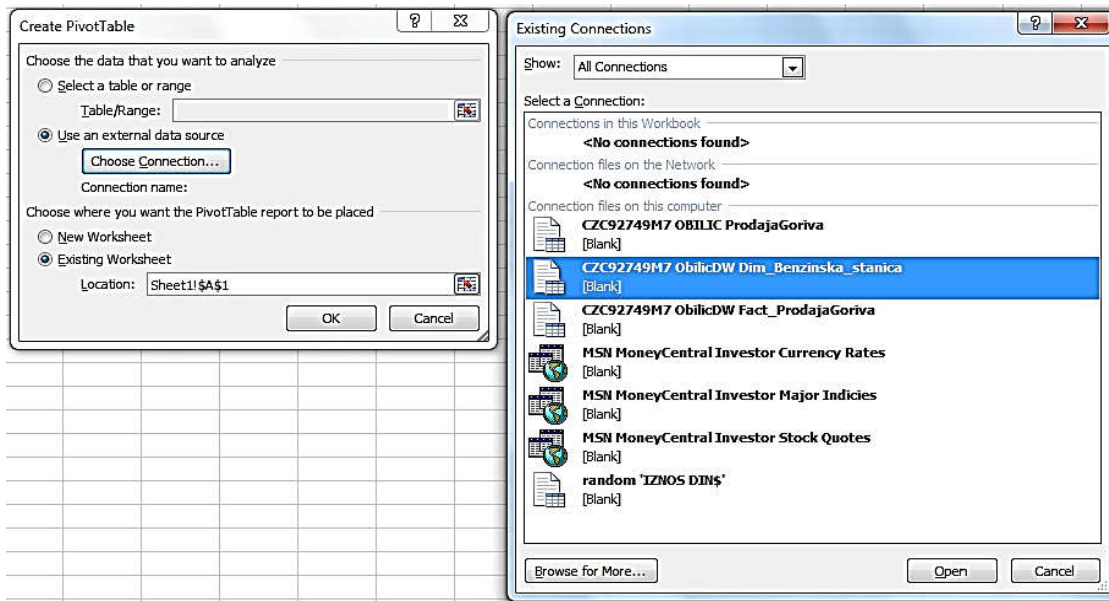 Create PivotTable
Choose the data that you want to analyze
Select a table or range
Table/Range:
Use an external data source
Choose Connection...
Connection name:
Choose where you want the PivotTable report to be placed
New Worksheet
Existing Worksheet
Location: Sheet1!$A$1
OK Cancel
Existing Connections
Show: All Connections
Select a Connection:
Connections in this Workbook
<No connections found>
Connection files on the Network
<No connections found>
Connection files on this computer
CZC92749M7 OBILIC ProdajaGoriva
[Blank]
CZC92749M7 ObilicDW Dim_Benzinska_stanica
[Blank]
CZC92749M7 ObilicDW Fact_ProdajaGoriva
[Blank]
MSN MoneyCentral Investor Currency Rates
[Blank]
MSN MoneyCentral Investor Major Indicies
[Blank]
MSN MoneyCentral Investor Stock Quotes
[Blank]
random 'IZNOS DIN$'
[Blank]
Browse for More... Open Cancel